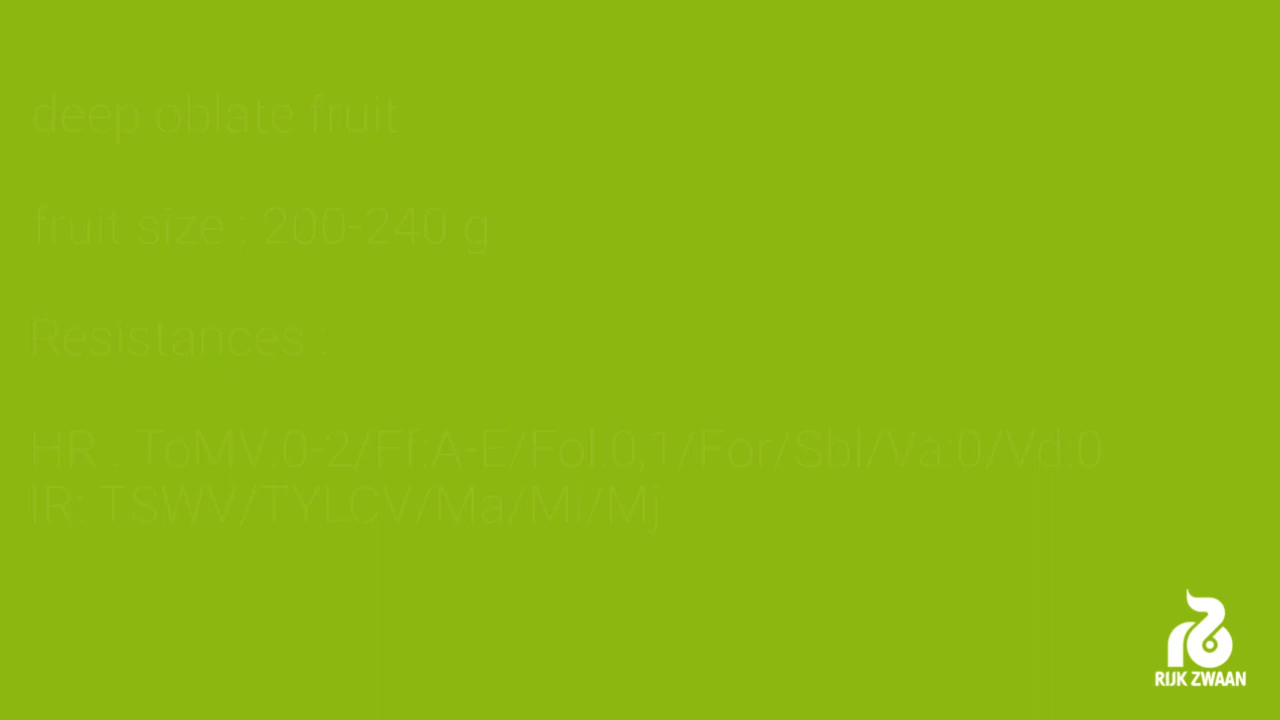 deep oblate fruit
fruit size : 200-240 g
Resistances :
HR : ToMV:0-2/Ff:A-E/Fol:0,1/For/Sbl/Va:0/Vd:0
IR: TSWV/TYLCV/Ma/Mi/Mj
RIJK ZWAAN